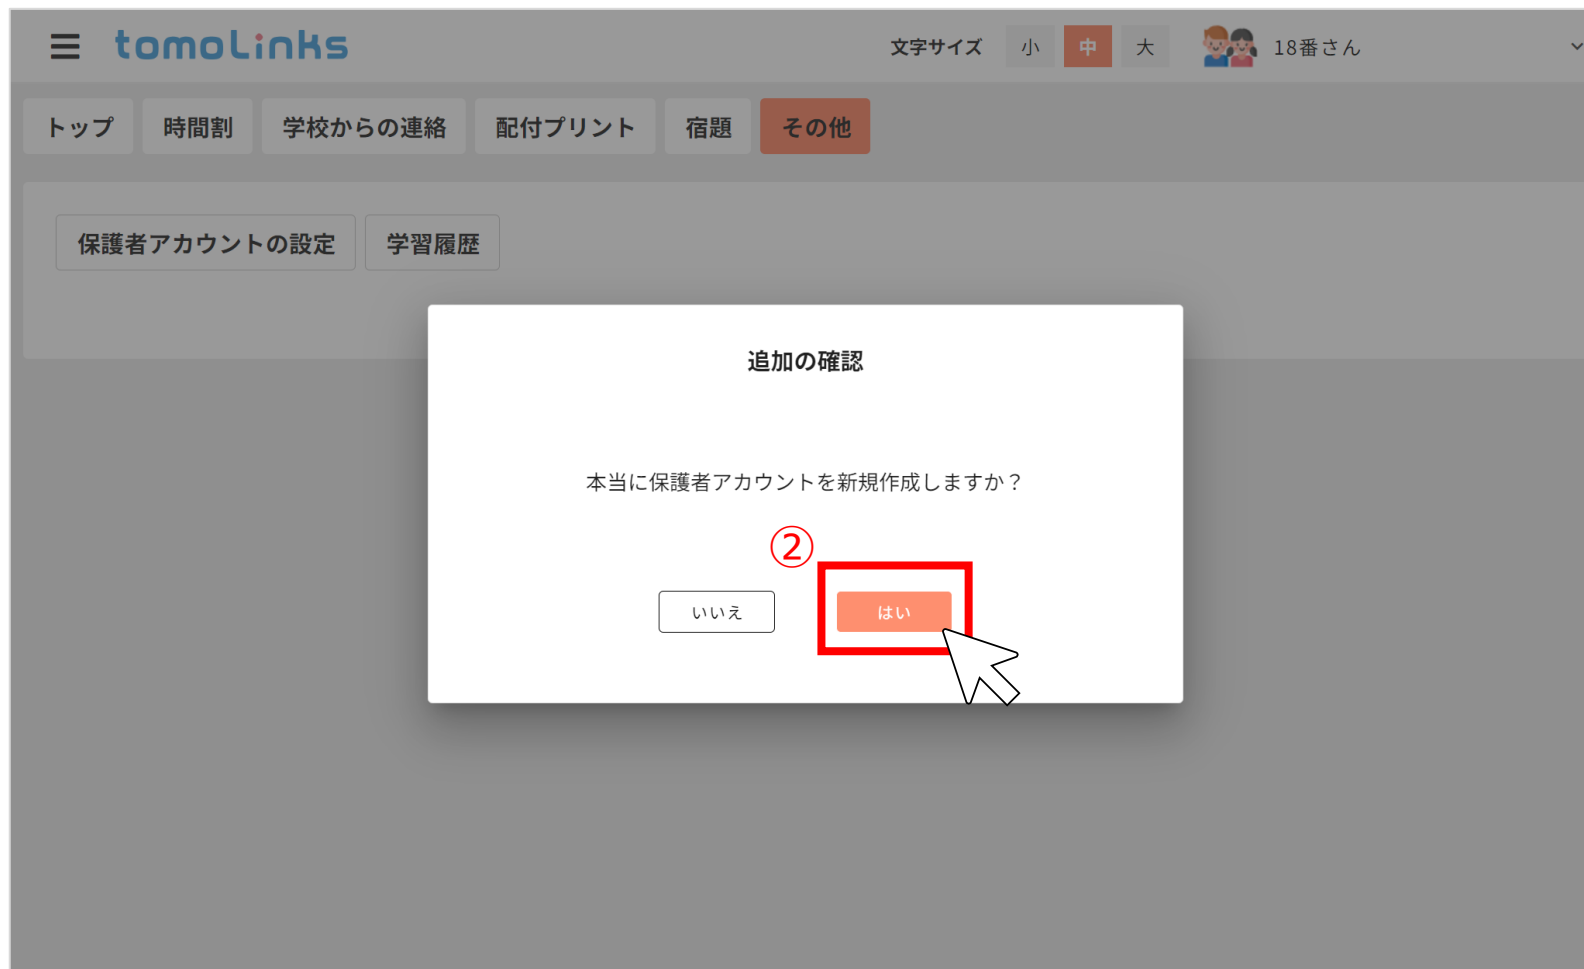 tomoLinks 文字サイズ 小 中 大 18番さん
トップ 時間割 学校からの連絡 配付プリント 宿題 その他
保護者アカウントの設定 学習履歴
追加の確認
本当に保護者アカウントを新規作成しますか？
②
いいえ はい